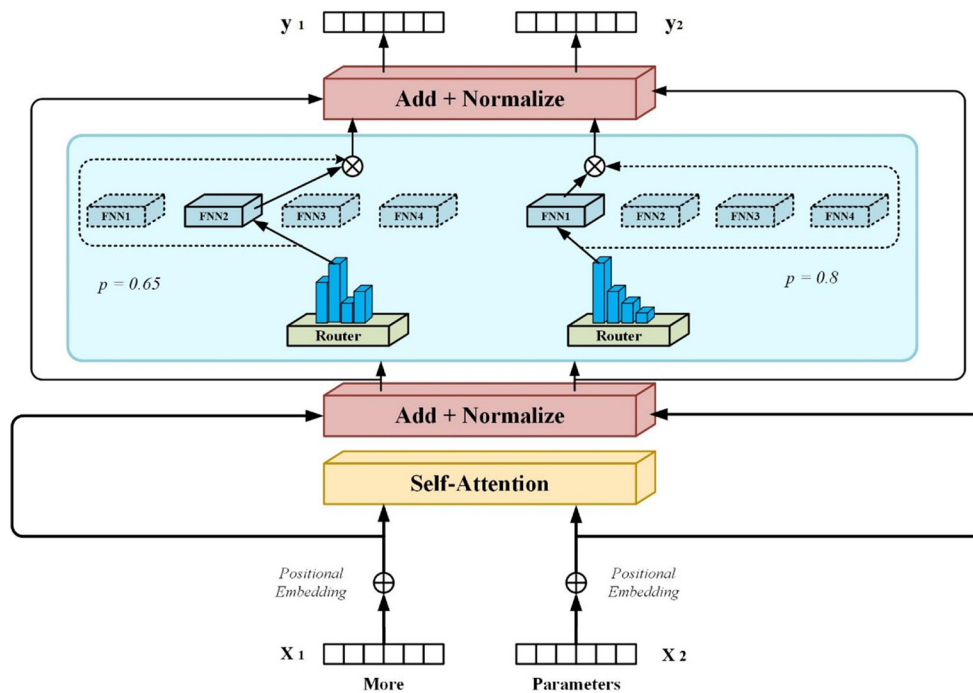 y 1
y2
Add + Normalize
FNN1
FNN2
FNN3
FNN4
FNN1
FNN2
FNN3
FNN4
p = 0.65
p = 0.8
Router
Router
Add + Normalize
Self-Attention
Positional
Embedding
Positional
Embedding
X 1
X 2
More
Parameters